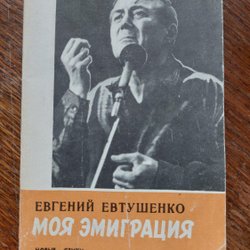 ЕВГЕНИЙ ЕВТУШЕНКО
МОЯ ЭМИГРАЦИЯ